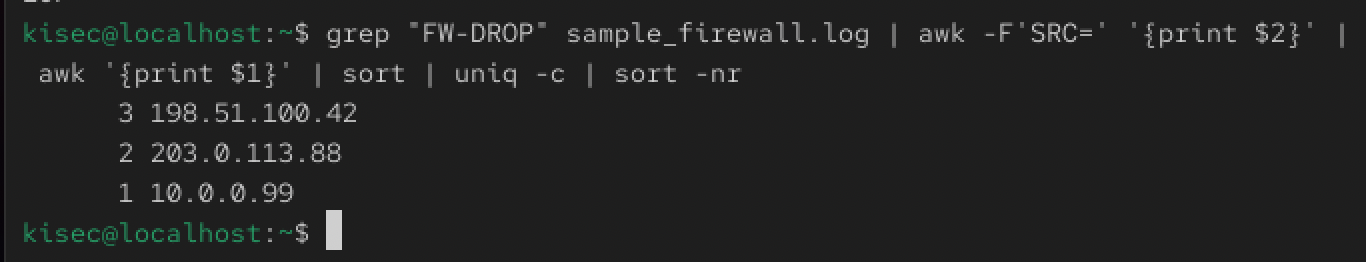 kisec@localhost:~$ grep "FW-DROP" sample_firewall.log | awk -F'SRC=' '{print $2}' |
 awk '{print $1}' | sort | uniq -c | sort -nr
      3 198.51.100.42
      2 203.0.113.88
      1 10.0.0.99
kisec@localhost:~$